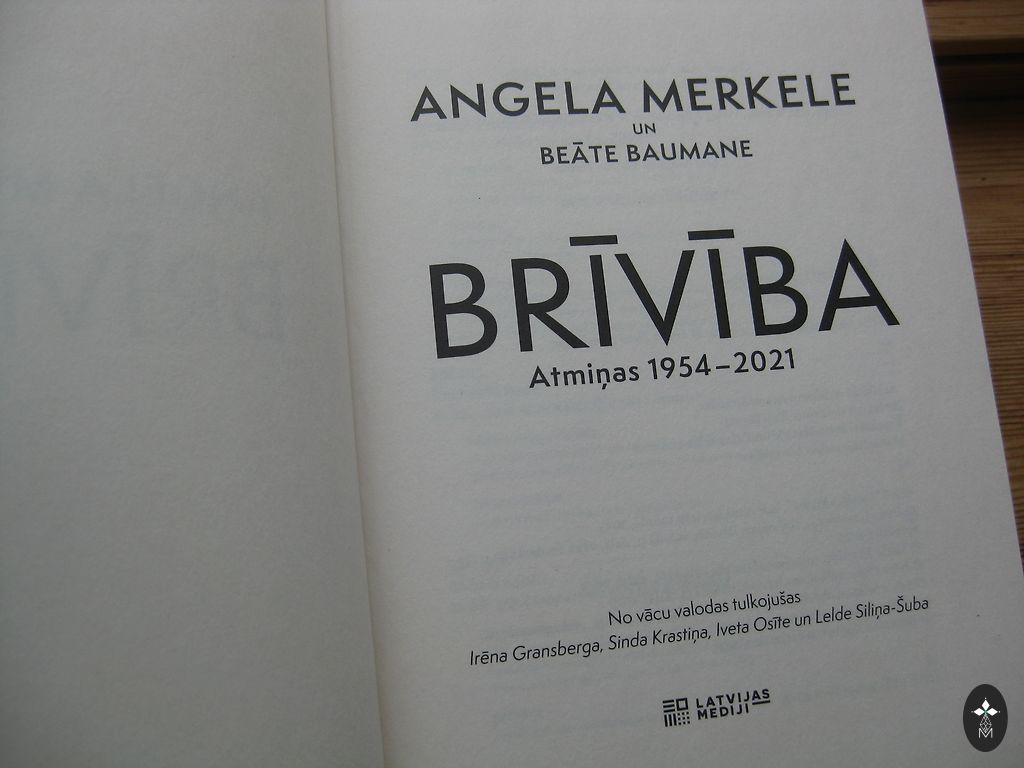 ANGELA MERKELE
UN
BEĀTE BAUMANE
BRĪVĪBA
Atmiņas 1954–2021
No vācu valodas tulkojušas
Irēna Gransberga, Sinda Krastiņa, Iveta Osīte un Lelde Siliņa-Šuba
LATVIJAS
MEDIJI
M